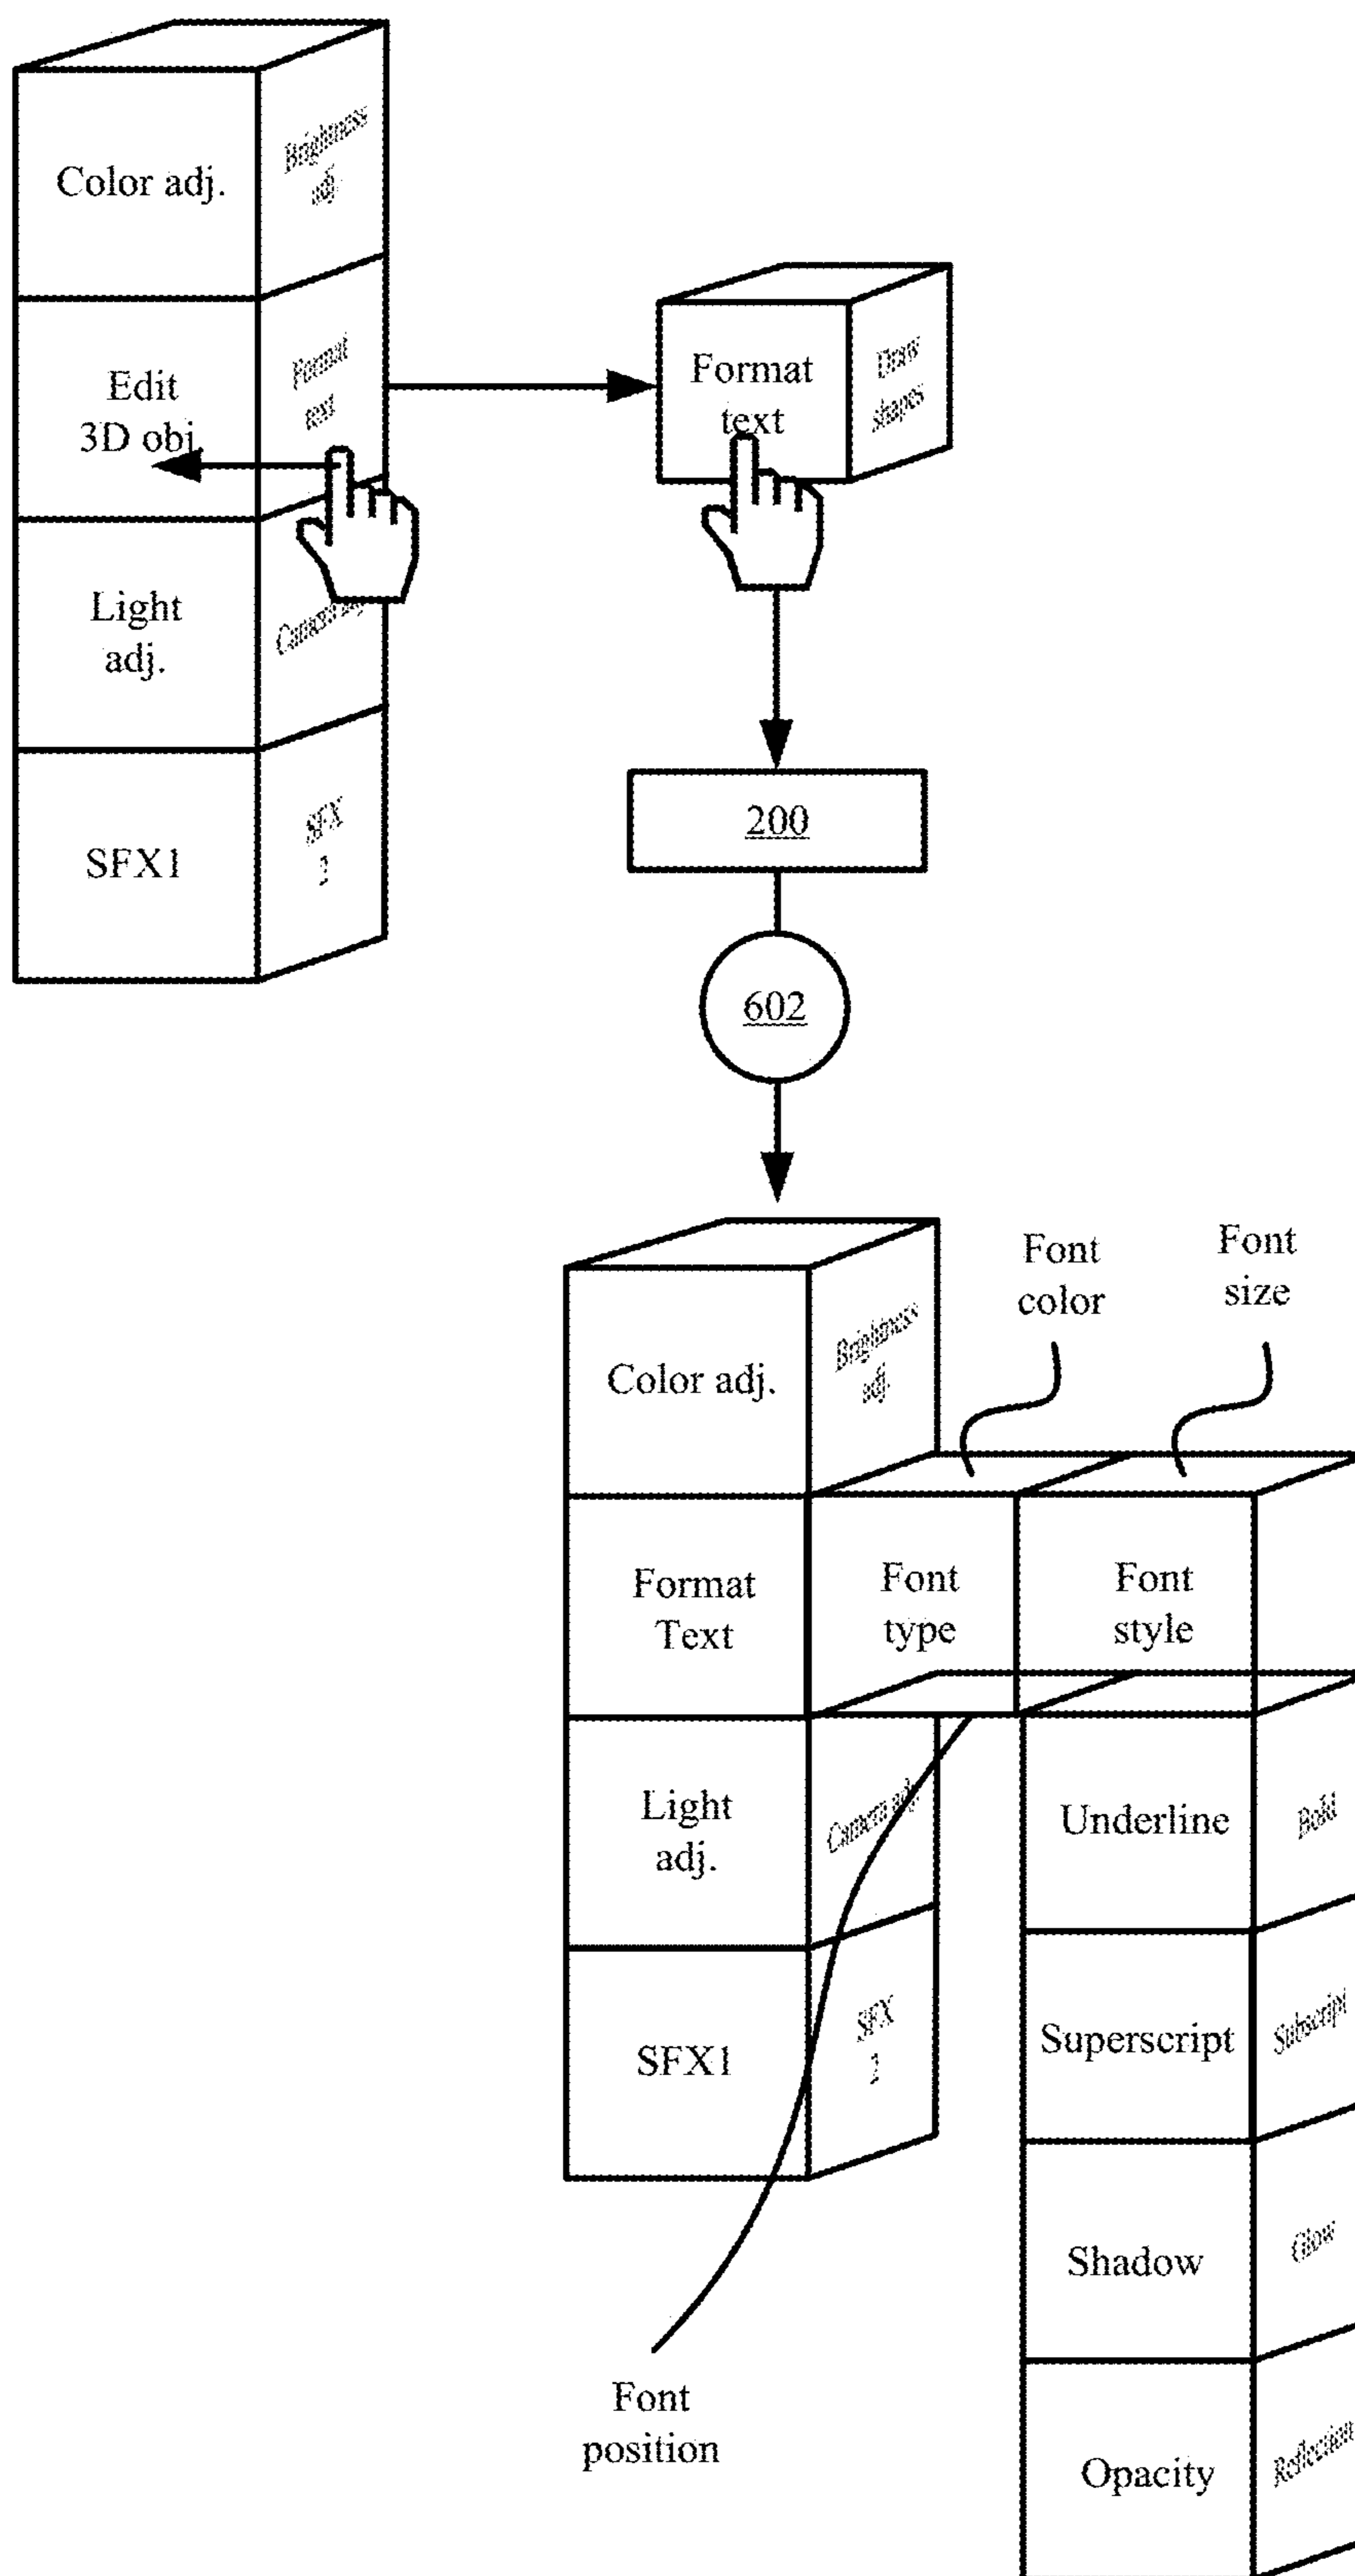 Color adj.
Brightness
adj.
Edit
3D obj.
Format
text
Light
adj.
SFX1
SFX
1
Format
text
Draw
shapes
200
602
Font
color
Font
size
Color adj.
Brightness
adj.
Format
Text
Font
type
Font
style
Light
adj.
Camera adj.
Underline
Bold
SFX1
SFX
1
Superscript
Subscript
Shadow
Glow
Font
position
Opacity
Reflection